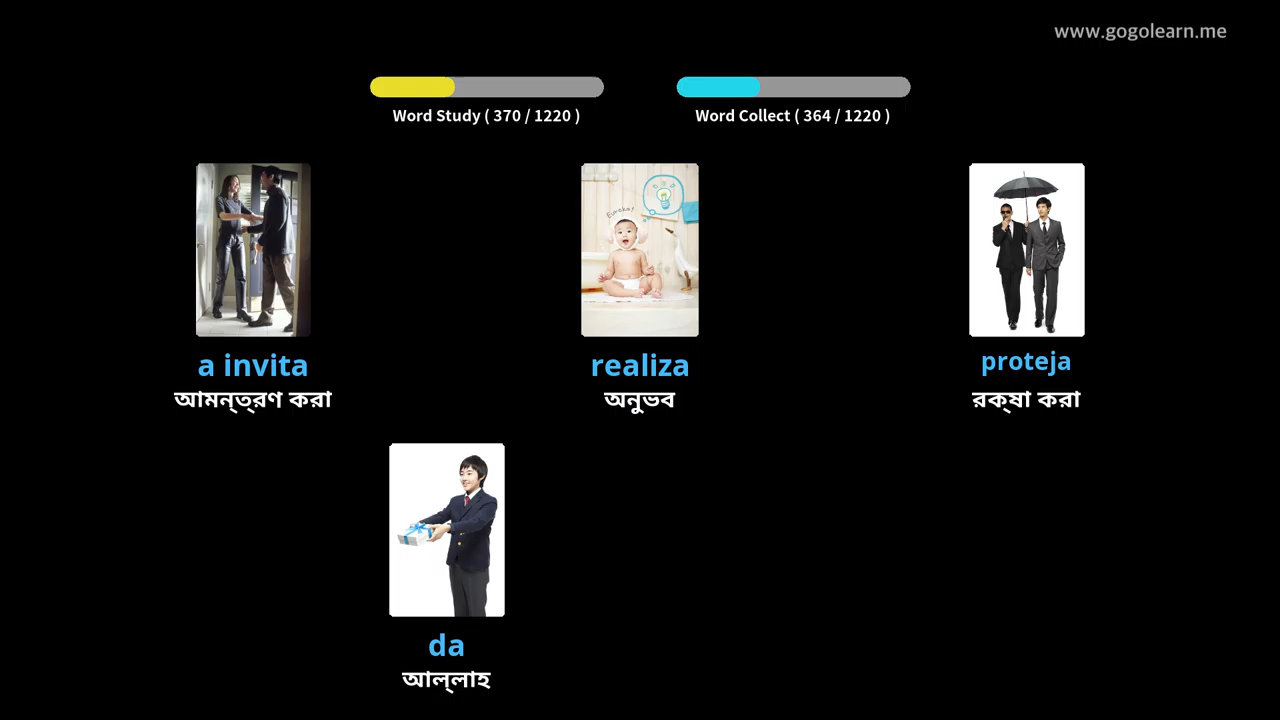 www.gogolearn.me
Word Study ( 370 / 1220 )
Word Collect ( 364 / 1220 )
Eureka!
a invita
realiza
proteja
আমন্ত্রণ করা
অনুভব
রক্ষা করা
da
আল্লাহ